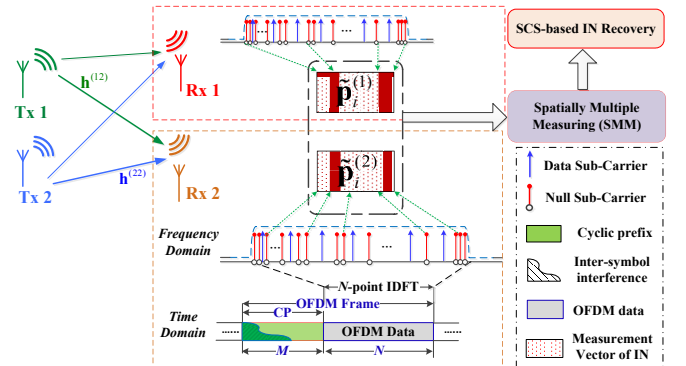 SCS-based IN Recovery
Rx 1
Tx 1
h^(12)
p̃_i^(1)
Spatially Multiple
Measuring (SMM)
Tx 2
h^(22)
Rx 2
p̃_i^(2)
Data Sub-Carrier
Null Sub-Carrier
Cyclic prefix
Inter-symbol
interference
OFDM data
Measurement
Vector of IN
Frequency
Domain
N-point IDFT
OFDM Frame
CP
Time
Domain
OFDM Data
M
N